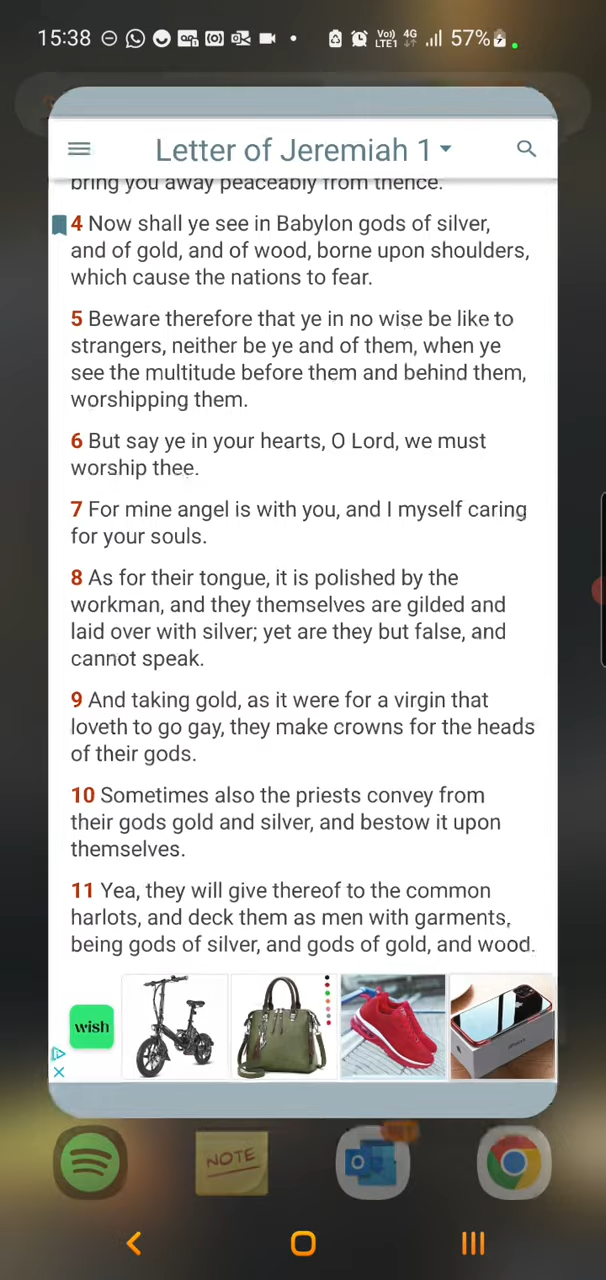 15:38
Vo))
LTE1
4G
57%
Letter of Jeremiah 1
bring you away peaceably from thence.
4 Now shall ye see in Babylon gods of silver,
and of gold, and of wood, borne upon shoulders,
which cause the nations to fear.
5 Beware therefore that ye in no wise be like to
strangers, neither be ye and of them, when ye
see the multitude before them and behind them,
worshipping them.
6 But say ye in your hearts, O Lord, we must
worship thee.
7 For mine angel is with you, and I myself caring
for your souls.
8 As for their tongue, it is polished by the
workman, and they themselves are gilded and
laid over with silver; yet are they but false, and
cannot speak.
9 And taking gold, as it were for a virgin that
loveth to go gay, they make crowns for the heads
of their gods.
10 Sometimes also the priests convey from
their gods gold and silver, and bestow it upon
themselves.
11 Yea, they will give thereof to the common
harlots, and deck them as men with garments,
being gods of silver, and gods of gold, and wood.
wish
NOTE